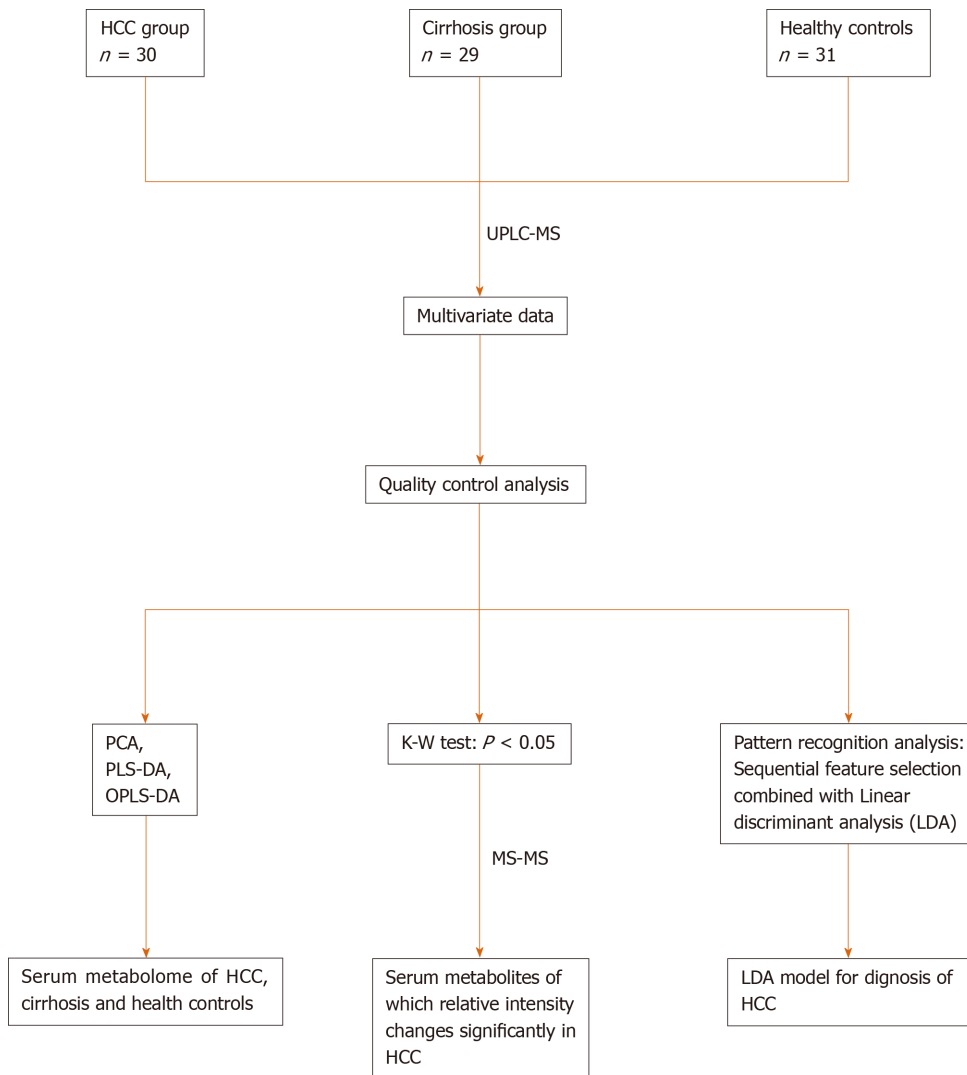 HCC group
n = 30
Cirrhosis group
n = 29
Healthy controls
n = 31
UPLC-MS
Multivariate data
Quality control analysis
PCA,
PLS-DA,
OPLS-DA
K-W test: P < 0.05
Pattern recognition analysis:
Sequential feature selection
combined with Linear
discriminant analysis (LDA)
MS-MS
Serum metabolome of HCC,
cirrhosis and health controls
Serum metabolites of
which relative intensity
changes significantly in
HCC
LDA model for dignosis of
HCC